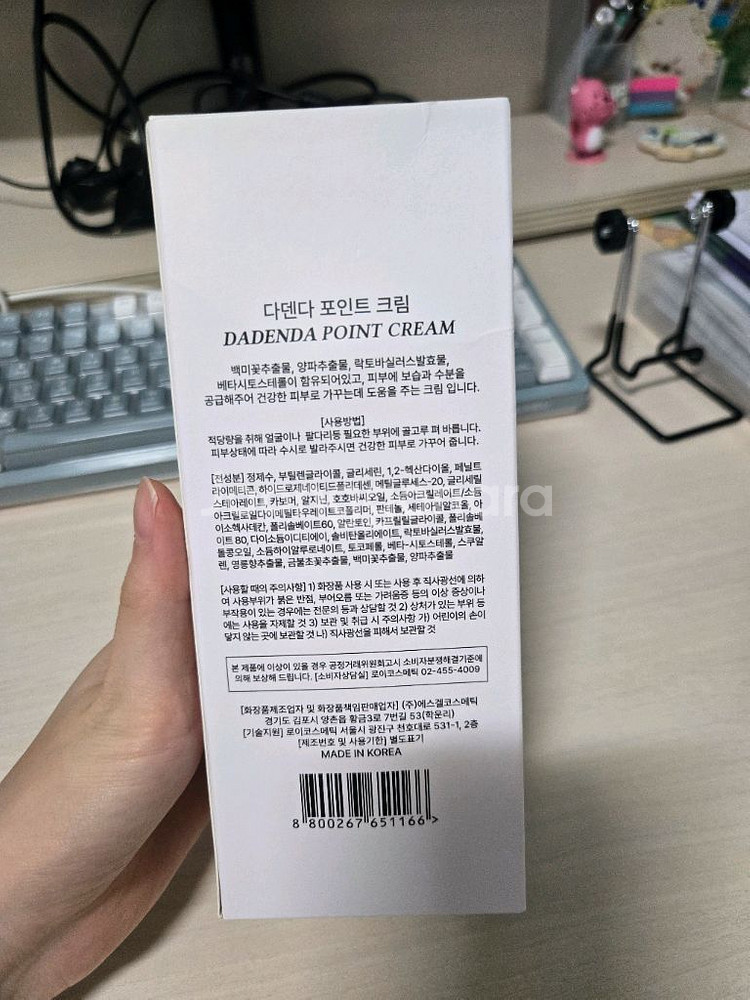 다덴다 포인트 크림
DADENDA POINT CREAM
백미꽃추출물, 양파추출물, 락토바실러스발효물,
베타시토스테롤이 함유되어있고, 피부에 보습과 수분을
공급해주어 건강한 피부로 가꾸는데 도움을 주는 크림 입니다.
[사용방법]
적당량을 취해 얼굴이나 팔다리등 필요한 부위에 골고루 펴 바릅니다.
피부상태에 따라 수시로 발라주시면 건강한 피부로 가꾸어 줍니다.
[전성분] 정제수, 부틸렌글라이콜, 글리세린, 1,2-헥산다이올, 페닐트
라이메티콘, 하이드로제네이티드폴리데센, 메틸글루세스-20, 글리세릴
스테아레이트, 카보머, 알지닌, 호호바씨오일, 소듐아크릴레이트/소듐
아크릴로일다이메틸타우레이트코폴리머, 판테놀, 세테아릴알코올, 아
이소헥사데칸, 폴리솔베이트60, 알란토인, 카프릴릴글라이콜, 폴리솔베
이트 80, 다이소듐이디티에이, 솔비탄올리에이트, 락토바실러스발효물,
돌콩오일, 소듐하이알루로네이트, 토코페롤, 베타-시토스테롤, 스쿠알
렌, 영릉향추출물, 금불초꽃추출물, 백미꽃추출물, 양파추출물
[사용할 때의 주의사항] 1) 화장품 사용 시 또는 사용 후 직사광선에 의하
여 사용부위가 붉은 반점, 부어오름 또는 가려움증 등의 이상 증상이나
부작용이 있는 경우에는 전문의 등과 상담할 것 2) 상처가 있는 부위 등
에는 사용을 자제할 것 3) 보관 및 취급 시 주의사항 가) 어린이의 손이
닿지 않는 곳에 보관할 것 나) 직사광선을 피해서 보관할 것
본 제품에 이상이 있을 경우 공정거래위원회고시 소비자분쟁해결기준에
의해 보상해 드립니다. [소비자상담실] 로이코스메틱 02-455-4009
[화장품제조업자 및 화장품책임판매업자] (주)에스겔코스메틱
경기도 김포시 양촌읍 황금3로 7번길 53(학운리)
[기술지원] 로이코스메틱 서울시 광진구 천호대로 531-1, 2층
[제조번호 및 사용기한] 별도표기
MADE IN KOREA
8 800267 651166 >